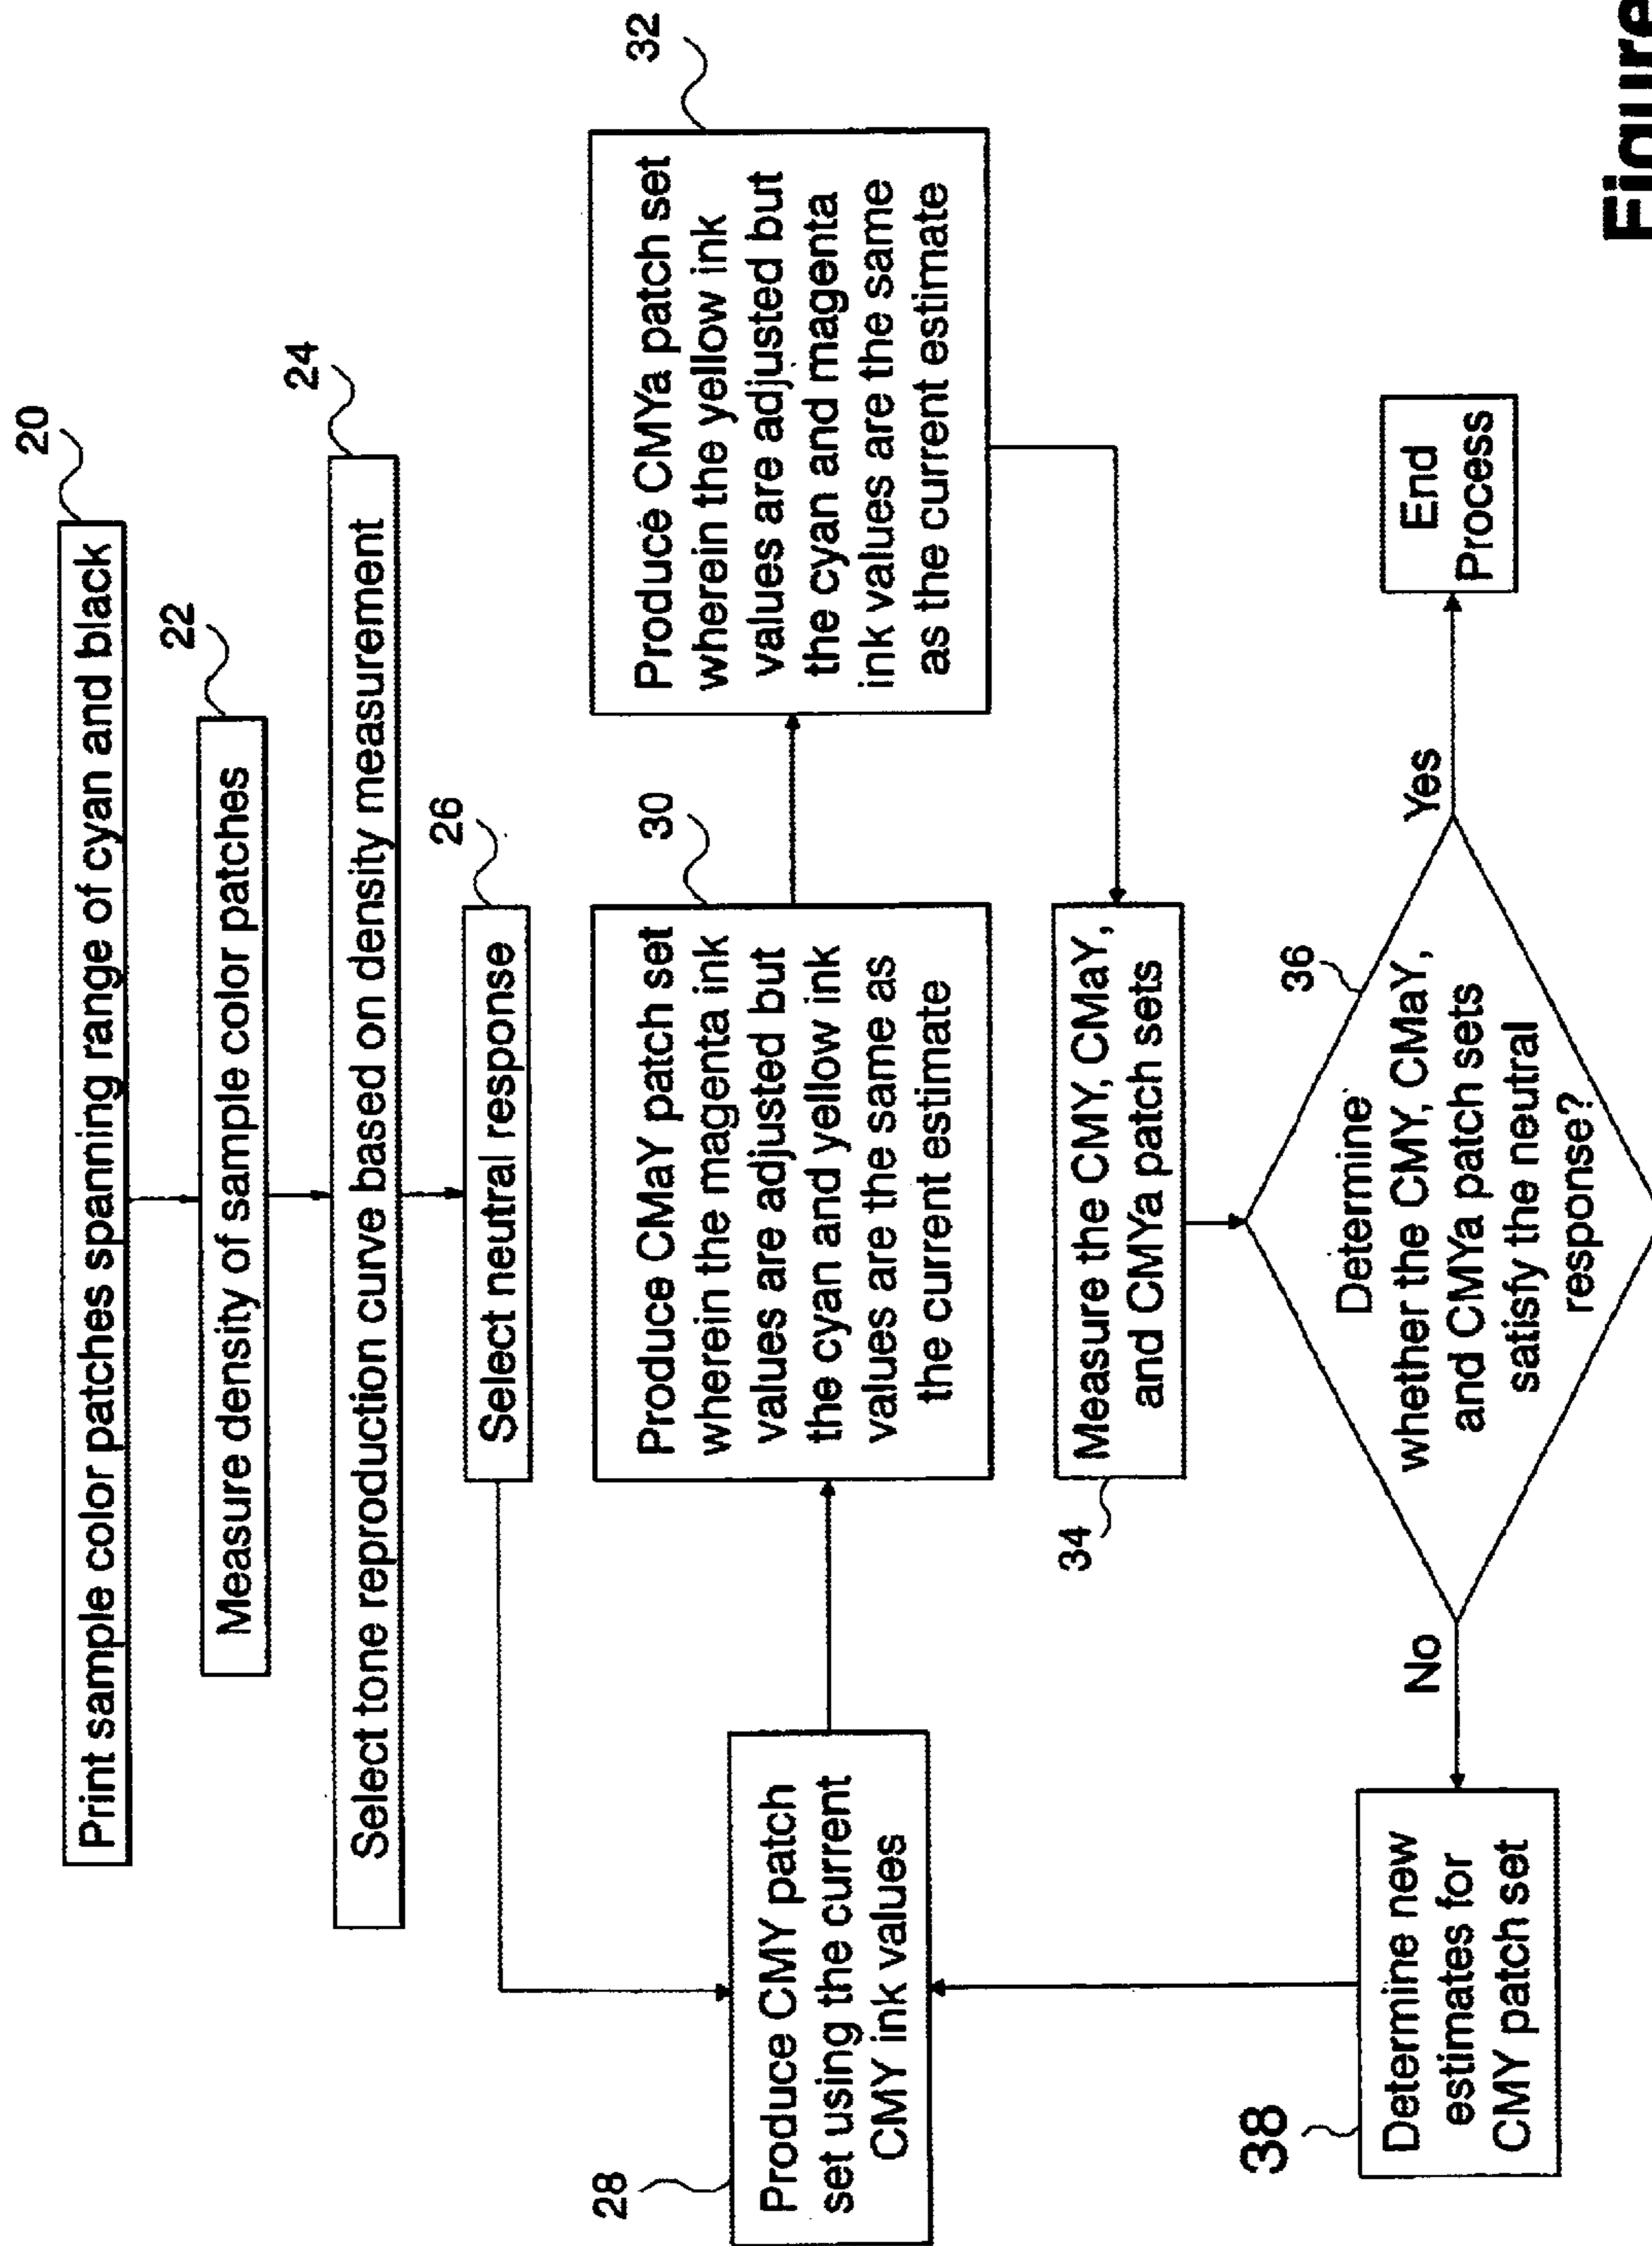 20
Print sample color patches spanning range of cyan and black
22
Measure density of sample color patches
24
Select tone reproduction curve based on density measurement
26
Select neutral response
28
Produce CMY patch
set using the current
CMY ink values
30
Produce CMaY patch set
wherein the magenta ink
values are adjusted but
the cyan and yellow ink
values are the same as
the current estimate
32
Produce CMYa patch set
wherein the yellow ink
values are adjusted but
the cyan and magenta
ink values are the same
as the current estimate
34
Measure the CMY, CMaY,
and CMYa patch sets
36
Determine
whether the CMY, CMaY,
and CMYa patch sets
satisfy the neutral
response?
No
Yes
38
Determine new
estimates for
CMY patch set
End
Process
Figure